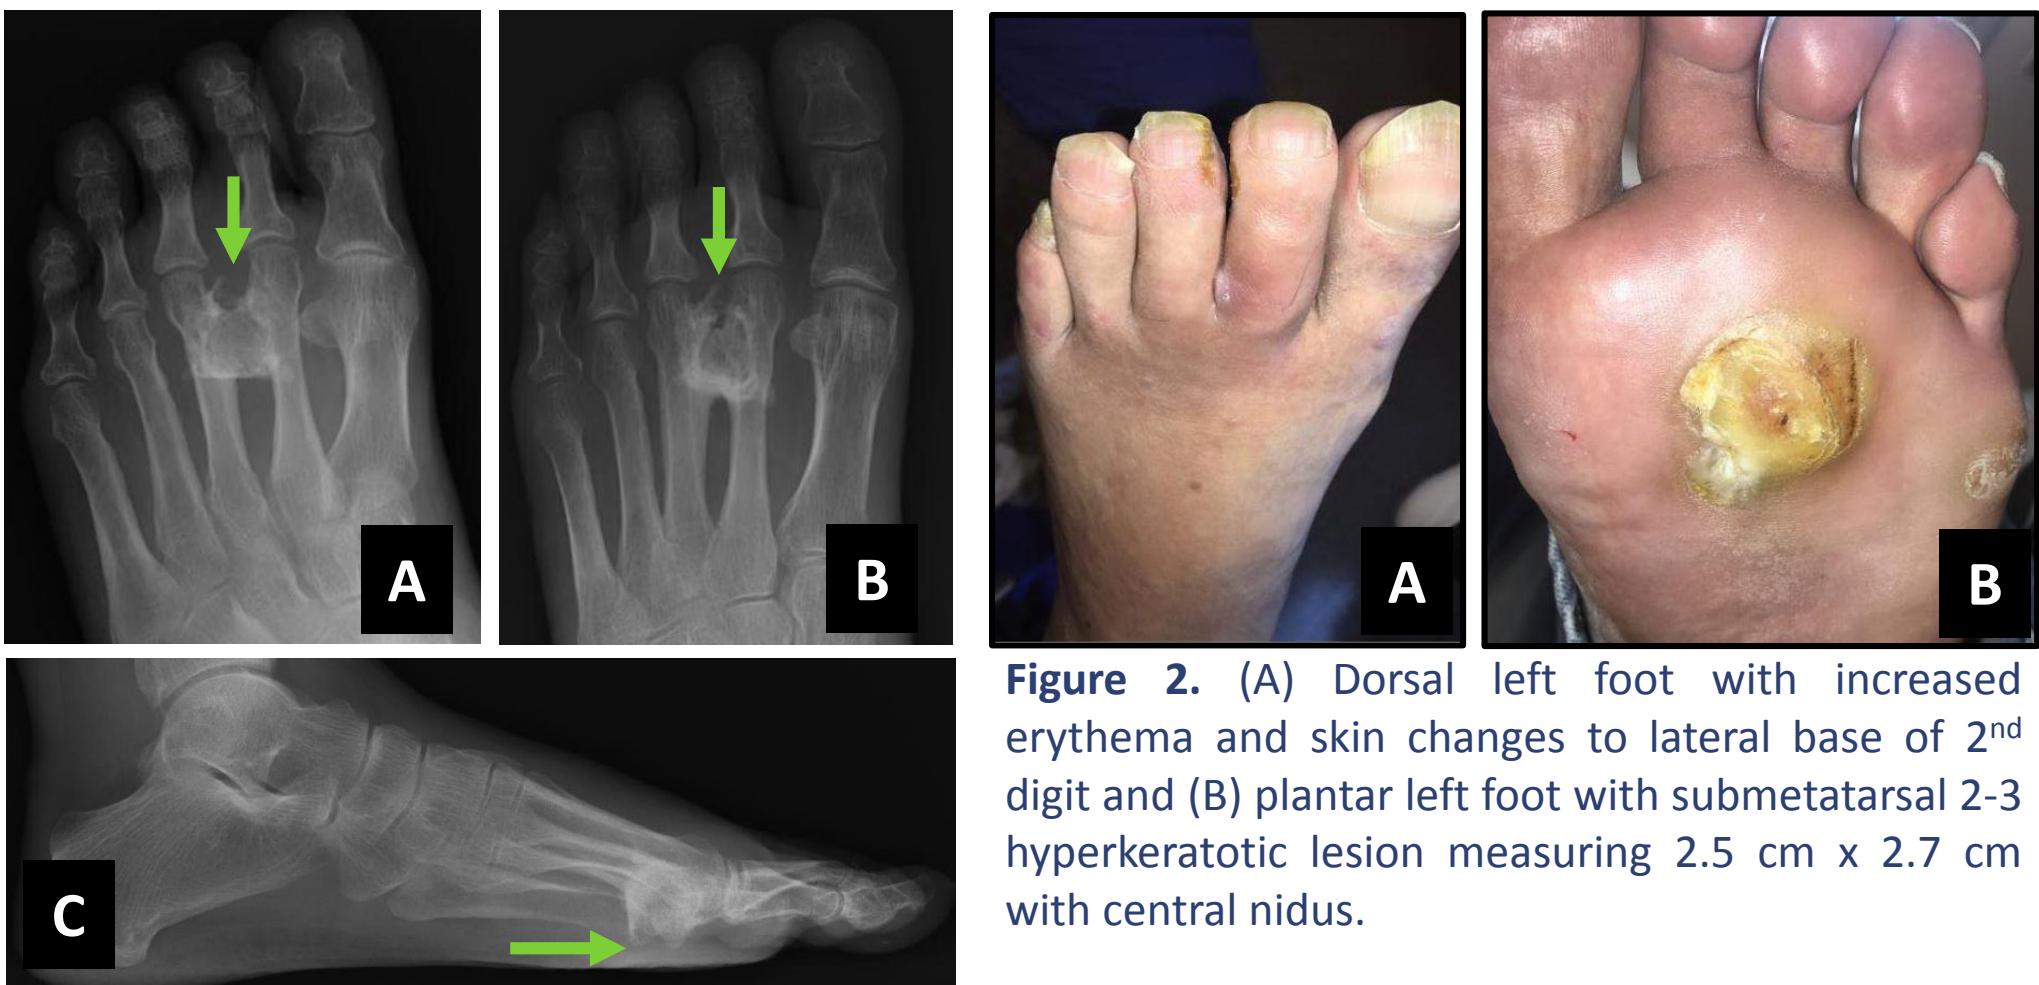 A
B
C
A
B
Figure 2. (A) Dorsal left foot with increased
erythema and skin changes to lateral base of 2nd
digit and (B) plantar left foot with submetatarsal 2-3
hyperkeratotic lesion measuring 2.5 cm x 2.7 cm
with central nidus.